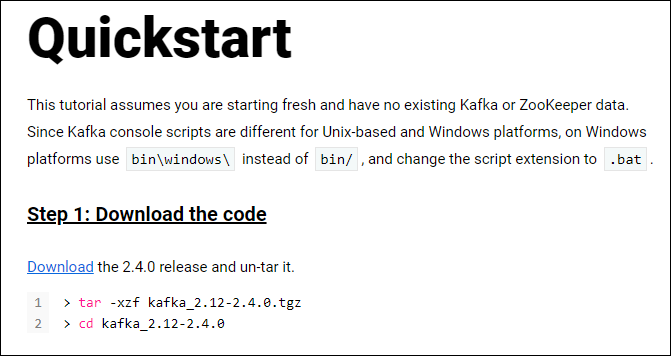 Quickstart
This tutorial assumes you are starting fresh and have no existing Kafka or ZooKeeper data.
Since Kafka console scripts are different for Unix-based and Windows platforms, on Windows
platforms use bin\windows\ instead of bin/ , and change the script extension to .bat .
Step 1: Download the code
Download the 2.4.0 release and un-tar it.
1 > tar -xzf kafka_2.12-2.4.0.tgz
2 > cd kafka_2.12-2.4.0